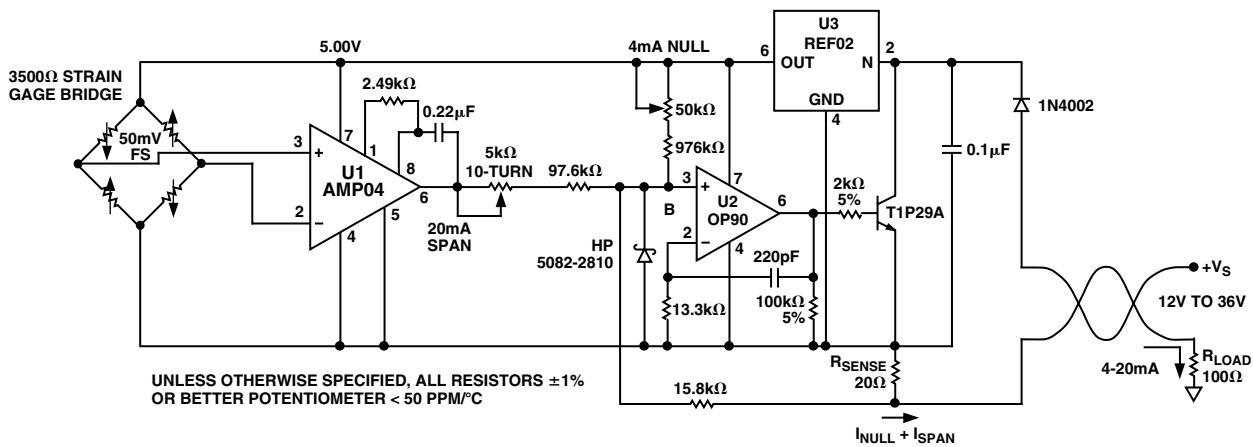 3500Ω STRAIN
GAGE BRIDGE
50mV
FS
5.00V
2.49kΩ
0.22µF
3
+
7
1
8
U1
AMP04
6
2
–
5
4
5kΩ
10-TURN
20mA
SPAN
97.6kΩ
4mA NULL
50kΩ
976kΩ
3
+
7
B
U2
OP90
6
2
–
4
HP
5082-2810
220pF
13.3kΩ
100kΩ
5%
2kΩ
5%
T1P29A
6
OUT
U3
REF02
N
2
GND
4
0.1µF
1N4002
+VS
12V TO 36V
4-20mA
RLOAD
100Ω
RSENSE
20Ω
15.8kΩ
INULL + ISPAN
UNLESS OTHERWISE SPECIFIED, ALL RESISTORS ±1%
OR BETTER POTENTIOMETER < 50 PPM/°C